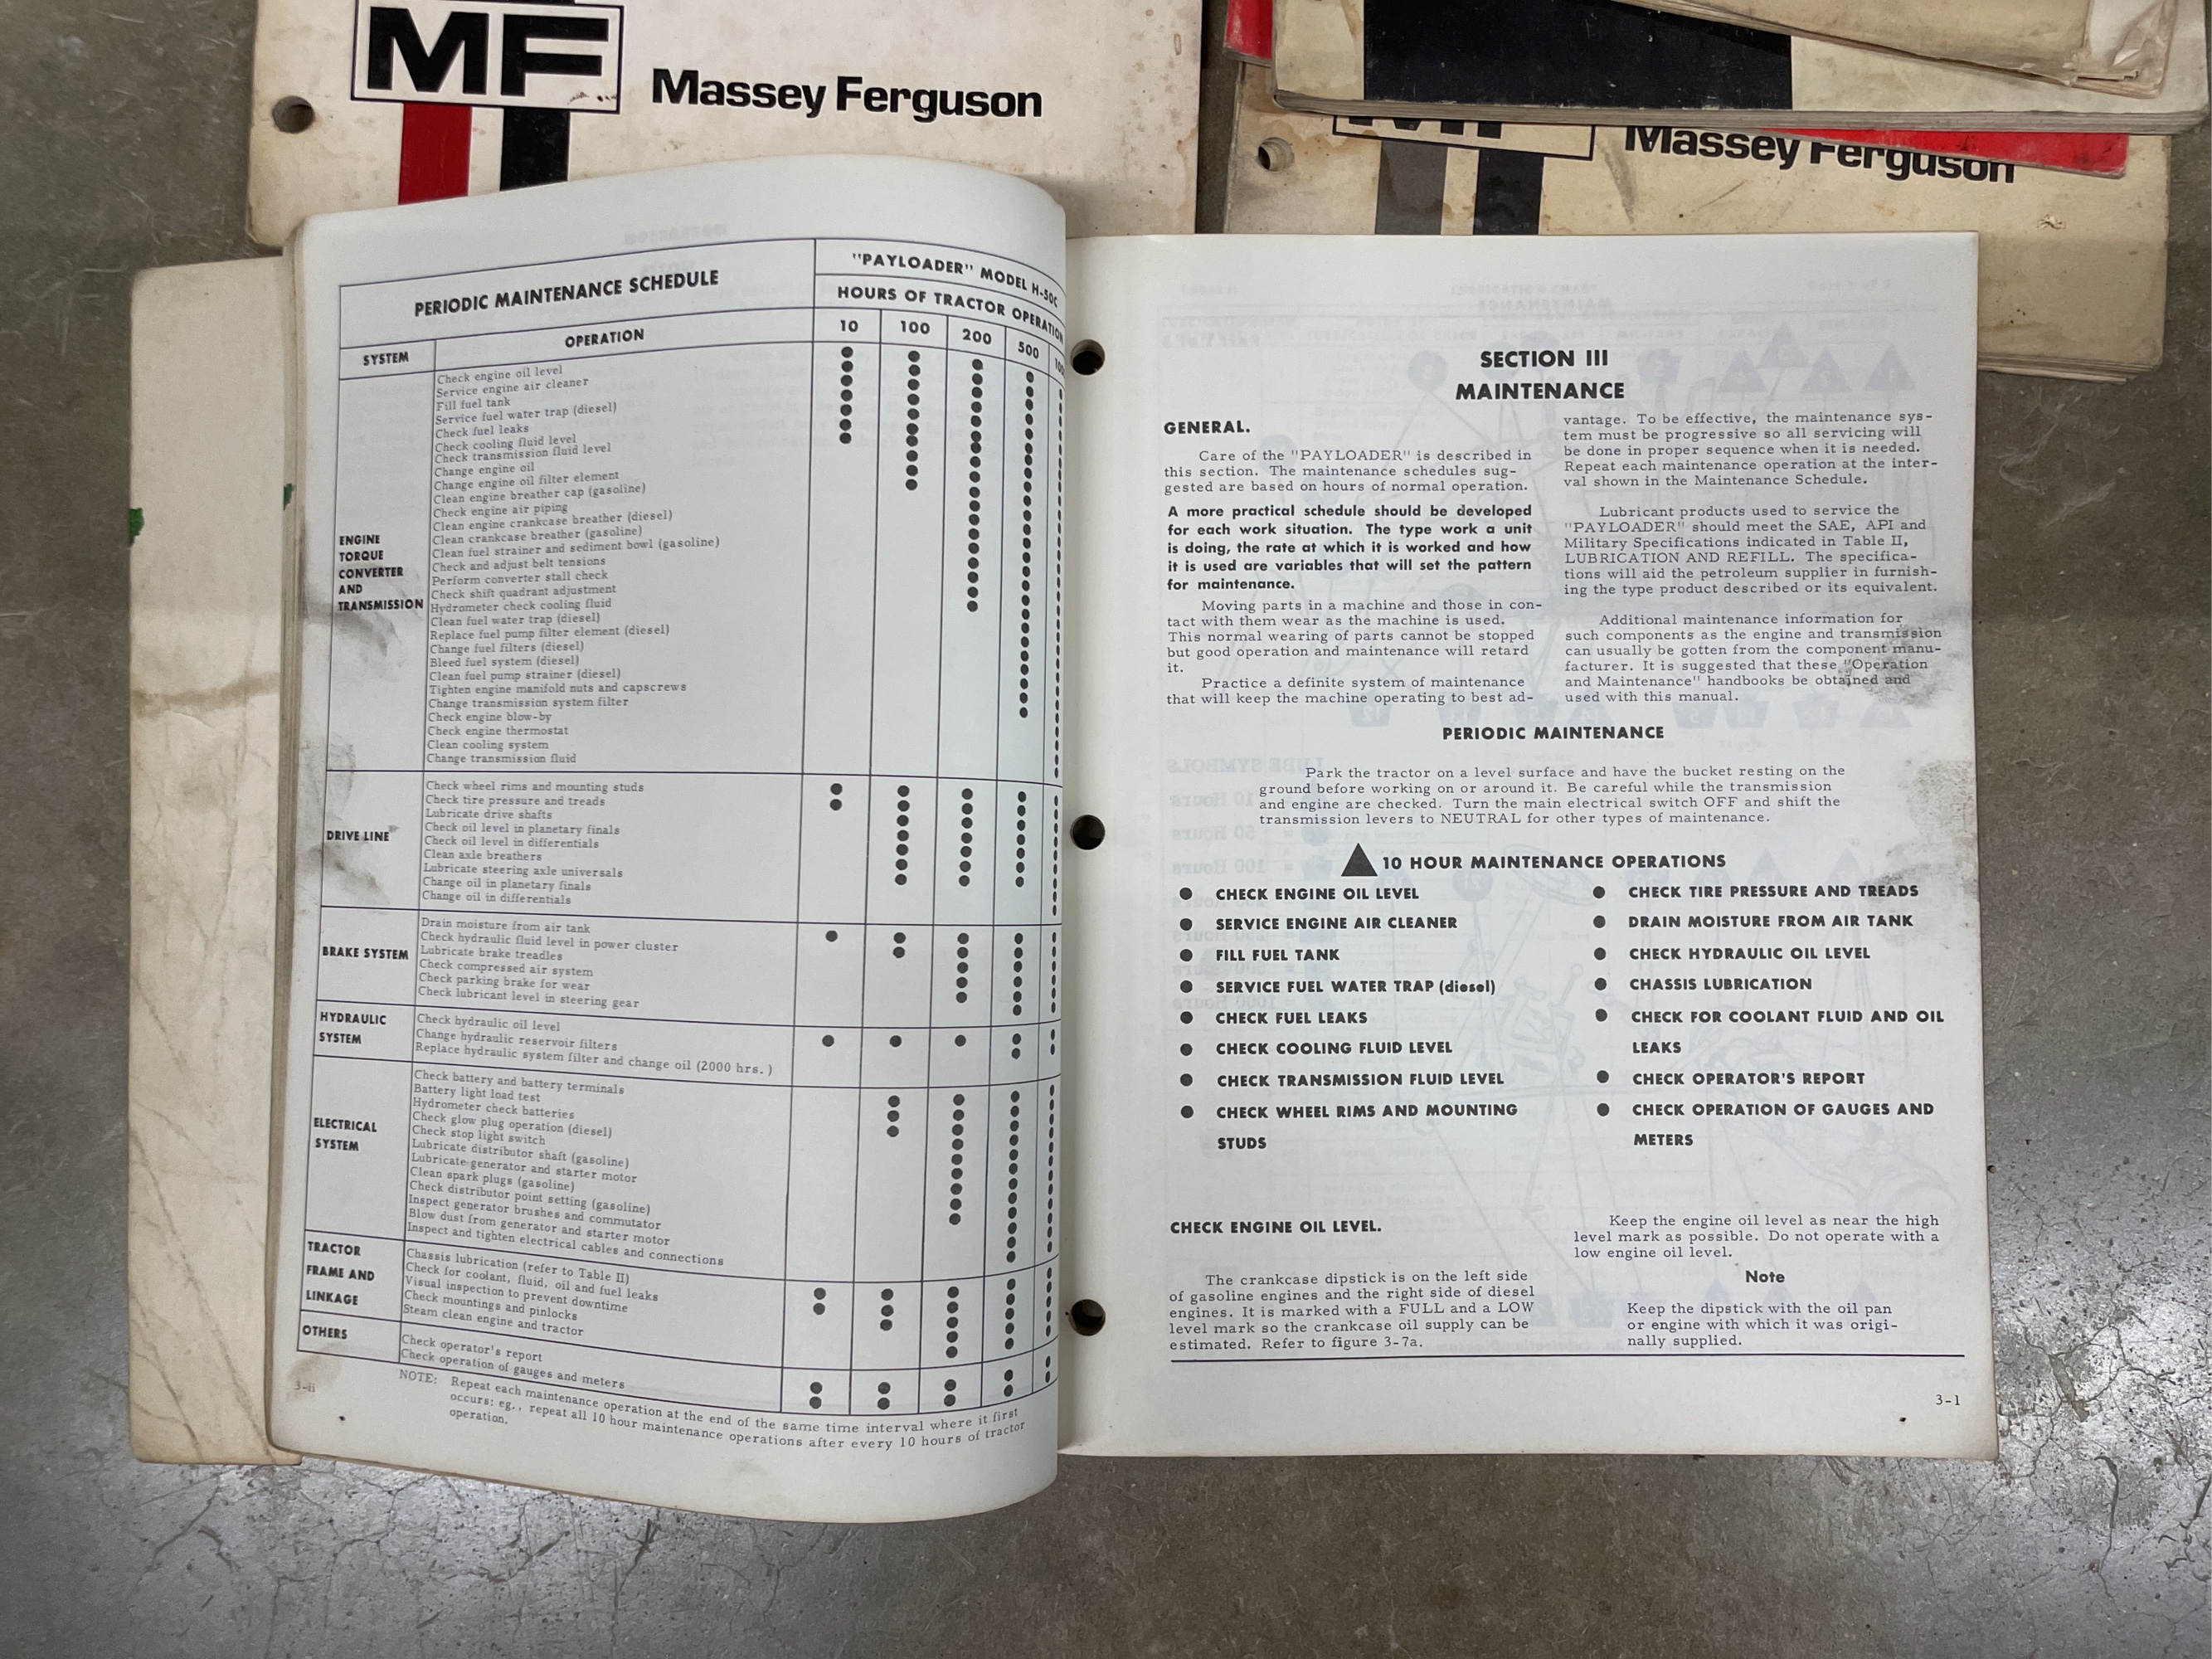 MF
Massey Ferguson
Massey Ferguson
PERIODIC MAINTENANCE SCHEDULE
"PAYLOADER" MODEL H-50C
HOURS OF TRACTOR OPERATION
SYSTEM
OPERATION
10
100
200
500
ENGINE
TORQUE
CONVERTER
AND
TRANSMISSION
Check engine oil level
Service engine air cleaner
Fill fuel tank
Service fuel water trap (diesel)
Check fuel leaks
Check cooling fluid level
Check transmission fluid level
Change engine oil
Change engine oil filter element
Clean engine breather cap (gasoline)
Check engine air piping
Clean engine crankcase breather (diesel)
Clean crankcase breather (gasoline)
Clean fuel strainer and sediment bowl (gasoline)
Check and adjust belt tensions
Perform converter stall check
Check shift quadrant adjustment
Hydrometer check cooling fluid
Clean fuel water trap (diesel)
Replace fuel pump filter element (diesel)
Change fuel filters (diesel)
Bleed fuel system (diesel)
Clean fuel pump strainer (diesel)
Tighten engine manifold nuts and capscrews
Change transmission system filter
Check engine blow-by
Check engine thermostat
Clean cooling system
Change transmission fluid
DRIVE LINE
Check wheel rims and mounting studs
Check tire pressure and treads
Lubricate drive shafts
Check oil level in planetary finals
Check oil level in differentials
Clean axle breathers
Lubricate steering axle universals
Change oil in planetary finals
Change oil in differentials
BRAKE SYSTEM
Drain moisture from air tank
Check hydraulic fluid level in power cluster
Lubricate brake treadles
Check compressed air system
Check parking brake for wear
Check lubricant level in steering gear
HYDRAULIC
SYSTEM
Check hydraulic oil level
Change hydraulic reservoir filters
Replace hydraulic system filter and change oil (2000 hrs. )
ELECTRICAL
SYSTEM
Check battery and battery terminals
Battery light load test
Hydrometer check batteries
Check glow plug operation (diesel)
Check stop light switch
Lubricate distributor shaft (gasoline)
Lubricate generator and starter motor
Clean spark plugs (gasoline)
Check distributor point setting (gasoline)
Inspect generator brushes and commutator
Blow dust from generator and starter motor
Inspect and tighten electrical cables and connections
TRACTOR
FRAME AND
LINKAGE
Chassis lubrication (refer to Table II)
Check for coolant, fluid, oil and fuel leaks
Visual inspection to prevent downtime
Check mountings and pinlocks
Steam clean engine and tractor
OTHERS
Check operator's report
Check operation of gauges and meters
NOTE: Repeat each maintenance operation at the end of the same time interval where it first
occurs; eg., repeat all 10 hour maintenance operations after every 10 hours of tractor
operation.
3-ii
SECTION III
MAINTENANCE
GENERAL.
Care of the "PAYLOADER" is described in
this section. The maintenance schedules sug-
gested are based on hours of normal operation.
A more practical schedule should be developed
for each work situation. The type work a unit
is doing, the rate at which it is worked and how
it is used are variables that will set the pattern
for maintenance.
Moving parts in a machine and those in con-
tact with them wear as the machine is used.
This normal wearing of parts cannot be stopped
but good operation and maintenance will retard
it.
Practice a definite system of maintenance
that will keep the machine operating to best ad-
vantage. To be effective, the maintenance sys-
tem must be progressive so all servicing will
be done in proper sequence when it is needed.
Repeat each maintenance operation at the inter-
val shown in the Maintenance Schedule.
Lubricant products used to service the
"PAYLOADER" should meet the SAE, API and
Military Specifications indicated in Table II,
LUBRICATION AND REFILL. The specifica-
tions will aid the petroleum supplier in furnish-
ing the type product described or its equivalent.
Additional maintenance information for
such components as the engine and transmission
can usually be gotten from the component manu-
facturer. It is suggested that these "Operation
and Maintenance" handbooks be obtained and
used with this manual.
PERIODIC MAINTENANCE
Park the tractor on a level surface and have the bucket resting on the
ground before working on or around it. Be careful while the transmission
and engine are checked. Turn the main electrical switch OFF and shift the
transmission levers to NEUTRAL for other types of maintenance.
10 HOUR MAINTENANCE OPERATIONS
CHECK ENGINE OIL LEVEL
SERVICE ENGINE AIR CLEANER
FILL FUEL TANK
SERVICE FUEL WATER TRAP (diesel)
CHECK FUEL LEAKS
CHECK COOLING FLUID LEVEL
CHECK TRANSMISSION FLUID LEVEL
CHECK WHEEL RIMS AND MOUNTING
STUDS
CHECK TIRE PRESSURE AND TREADS
DRAIN MOISTURE FROM AIR TANK
CHECK HYDRAULIC OIL LEVEL
CHASSIS LUBRICATION
CHECK FOR COOLANT FLUID AND OIL
LEAKS
CHECK OPERATOR'S REPORT
CHECK OPERATION OF GAUGES AND
METERS
CHECK ENGINE OIL LEVEL.
The crankcase dipstick is on the left side
of gasoline engines and the right side of diesel
engines. It is marked with a FULL and a LOW
level mark so the crankcase oil supply can be
estimated. Refer to figure 3-7a.
Keep the engine oil level as near the high
level mark as possible. Do not operate with a
low engine oil level.
Note
Keep the dipstick with the oil pan
or engine with which it was origi-
nally supplied.
3-1